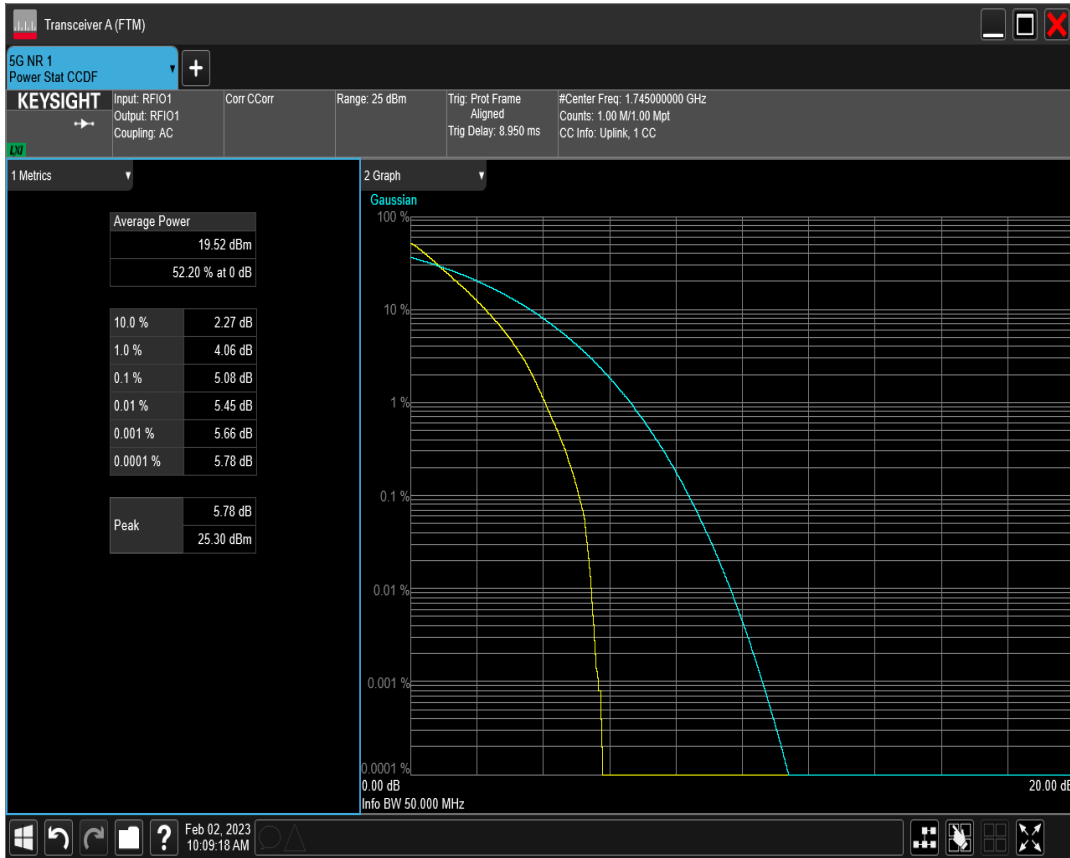 Transceiver A (FTM)
5G NR 1
Power Stat CCDF
+
KEYSIGHT
LXI
Input: RFIO1
Output: RFIO1
Coupling: AC
Corr CCorr
Range: 25 dBm
Trig: Prot Frame
Aligned
Trig Delay: 8.950 ms
#Center Freq: 1.745000000 GHz
Counts: 1.00 M/1.00 Mpt
CC Info: Uplink, 1 CC
1 Metrics
Average Power
19.52 dBm
52.20 % at 0 dB
10.0 % 2.27 dB
1.0 % 4.06 dB
0.1 % 5.08 dB
0.01 % 5.45 dB
0.001 % 5.66 dB
0.0001 % 5.78 dB
Peak
5.78 dB
25.30 dBm
2 Graph
Gaussian
100 %
10 %
1 %
0.1 %
0.01 %
0.001 %
0.0001 %
0.00 dB 20.00 dB
Info BW 50.000 MHz
?
Feb 02, 2023
10:09:18 AM